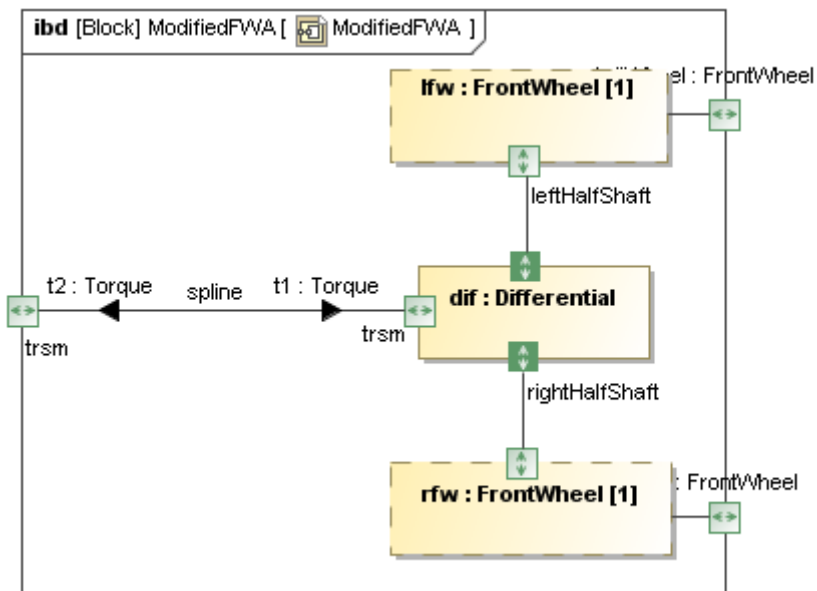 ibd [Block] ModifiedFWA [ ModifiedFWA ]
: FrontWheel
lfw : FrontWheel [1]
leftHalfShaft
t2 : Torque
spline
t1 : Torque
dif : Differential
trsm
trsm
rightHalfShaft
rfw : FrontWheel [1]
: FrontWheel